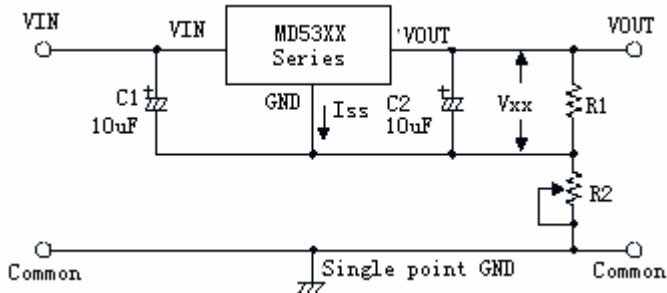 VIN
VIN
MD53XX
Series
VOUT
VOUT
C1
10uF
GND
Iss
C2
10uF
Vxx
R1
R2
Common
Single point GND
Common